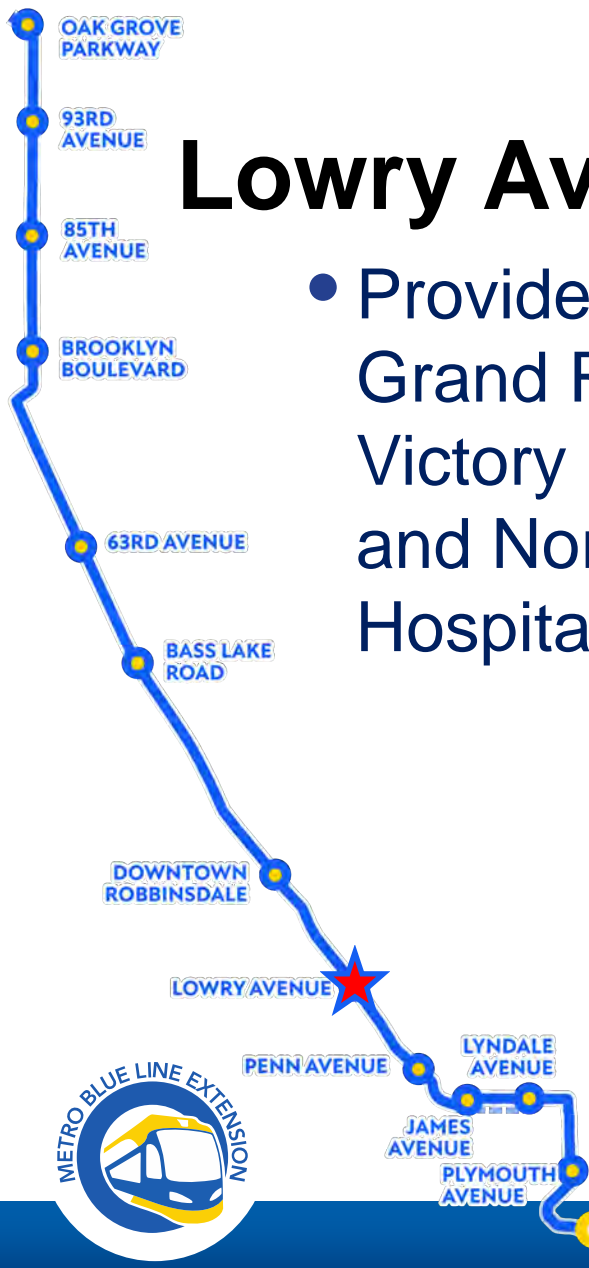 OAK GROVE
PARKWAY
93RD
AVENUE
Lowry Av
85TH
AVENUE
• Provide
Grand
Victory
and Nor
Hospita
BROOKLYN
BOULEVARD
63RD AVENUE
BASS LAKE
ROAD
DOWNTOWN
ROBBINSDALE
LOWRY AVENUE
PENN AVENUE
LYNDALE
AVENUE
JAMES
AVENUE
PLYMOUTH
AVENUE
METRO BLUE LINE EXTENSION